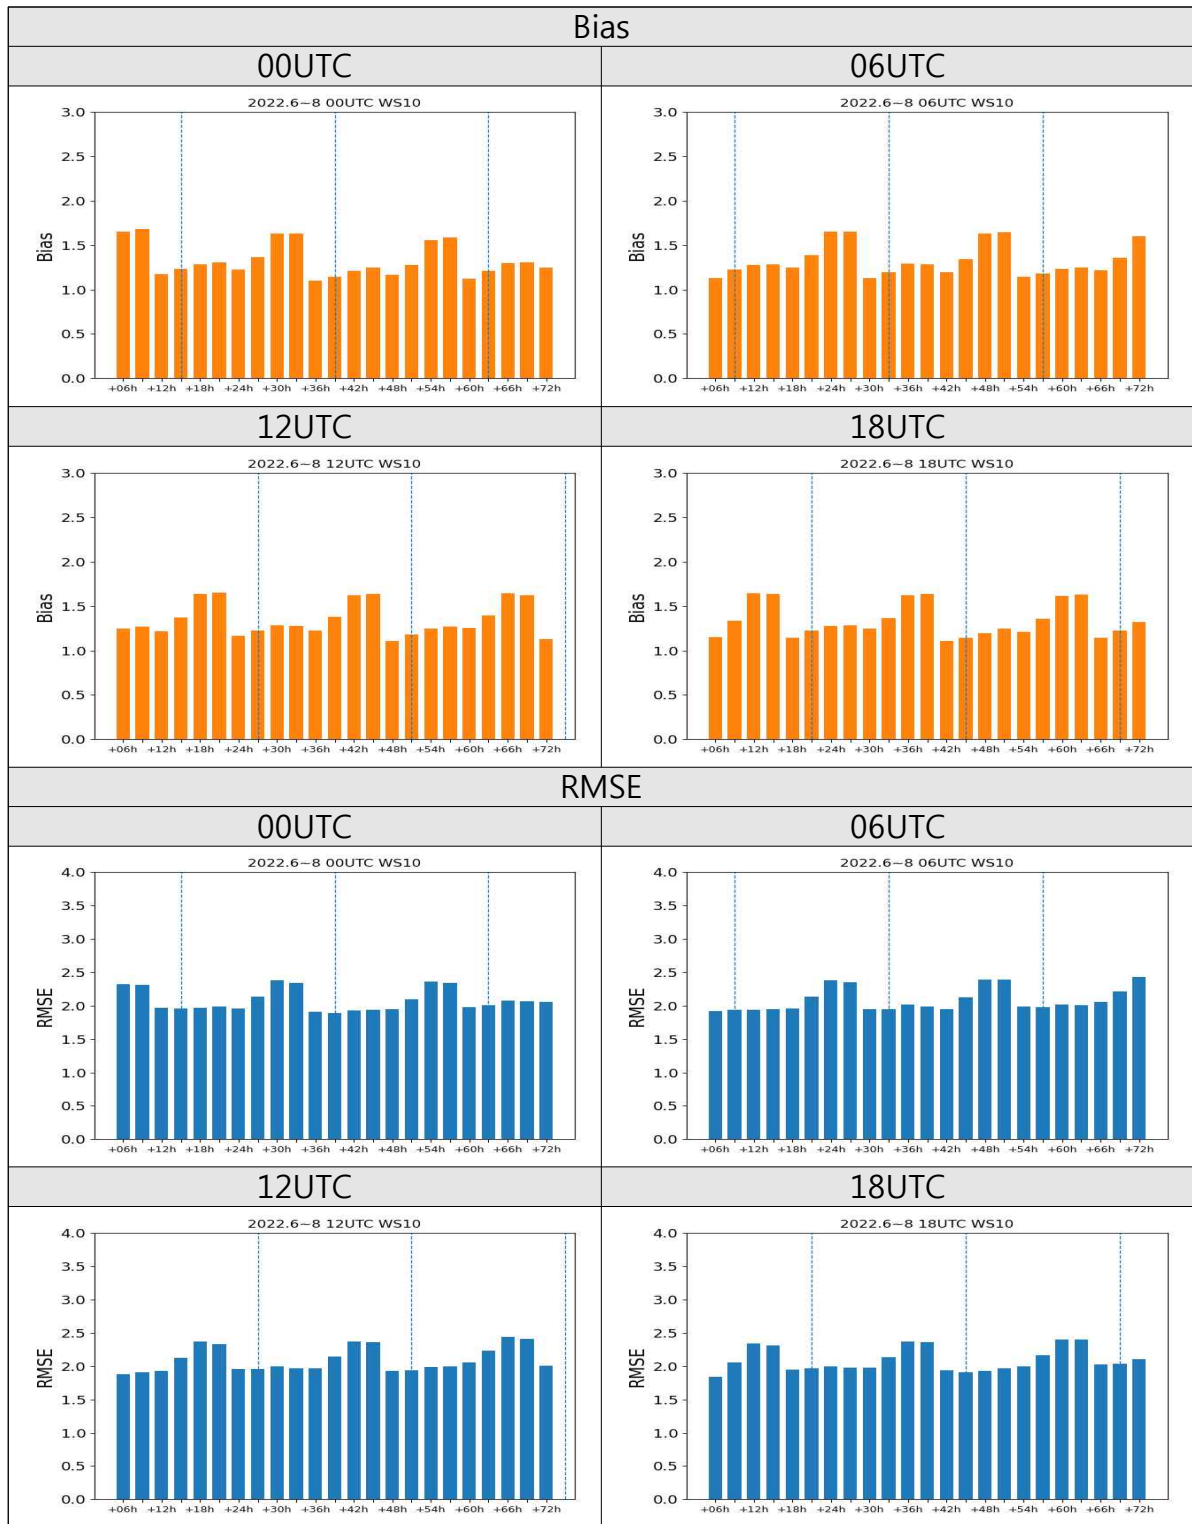 Bias
00UTC 06UTC
2022.6~8 00UTC WS10
3.0
2.5
2.0
1.5
1.0
0.5
0.0
Bias
+06h +12h +18h +24h +30h +36h +42h +48h +54h +60h +66h +72h
2022.6~8 06UTC WS10
3.0
2.5
2.0
1.5
1.0
0.5
0.0
Bias
+06h +12h +18h +24h +30h +36h +42h +48h +54h +60h +66h +72h
12UTC 18UTC
2022.6~8 12UTC WS10
3.0
2.5
2.0
1.5
1.0
0.5
0.0
Bias
+06h +12h +18h +24h +30h +36h +42h +48h +54h +60h +66h +72h
2022.6~8 18UTC WS10
3.0
2.5
2.0
1.5
1.0
0.5
0.0
Bias
+06h +12h +18h +24h +30h +36h +42h +48h +54h +60h +66h +72h
RMSE
00UTC 06UTC
2022.6~8 00UTC WS10
4.0
3.5
3.0
2.5
2.0
1.5
1.0
0.5
0.0
RMSE
+06h +12h +18h +24h +30h +36h +42h +48h +54h +60h +66h +72h
2022.6~8 06UTC WS10
4.0
3.5
3.0
2.5
2.0
1.5
1.0
0.5
0.0
RMSE
+06h +12h +18h +24h +30h +36h +42h +48h +54h +60h +66h +72h
12UTC 18UTC
2022.6~8 12UTC WS10
4.0
3.5
3.0
2.5
2.0
1.5
1.0
0.5
0.0
RMSE
+06h +12h +18h +24h +30h +36h +42h +48h +54h +60h +66h +72h
2022.6~8 18UTC WS10
4.0
3.5
3.0
2.5
2.0
1.5
1.0
0.5
0.0
RMSE
+06h +12h +18h +24h +30h +36h +42h +48h +54h +60h +66h +72h